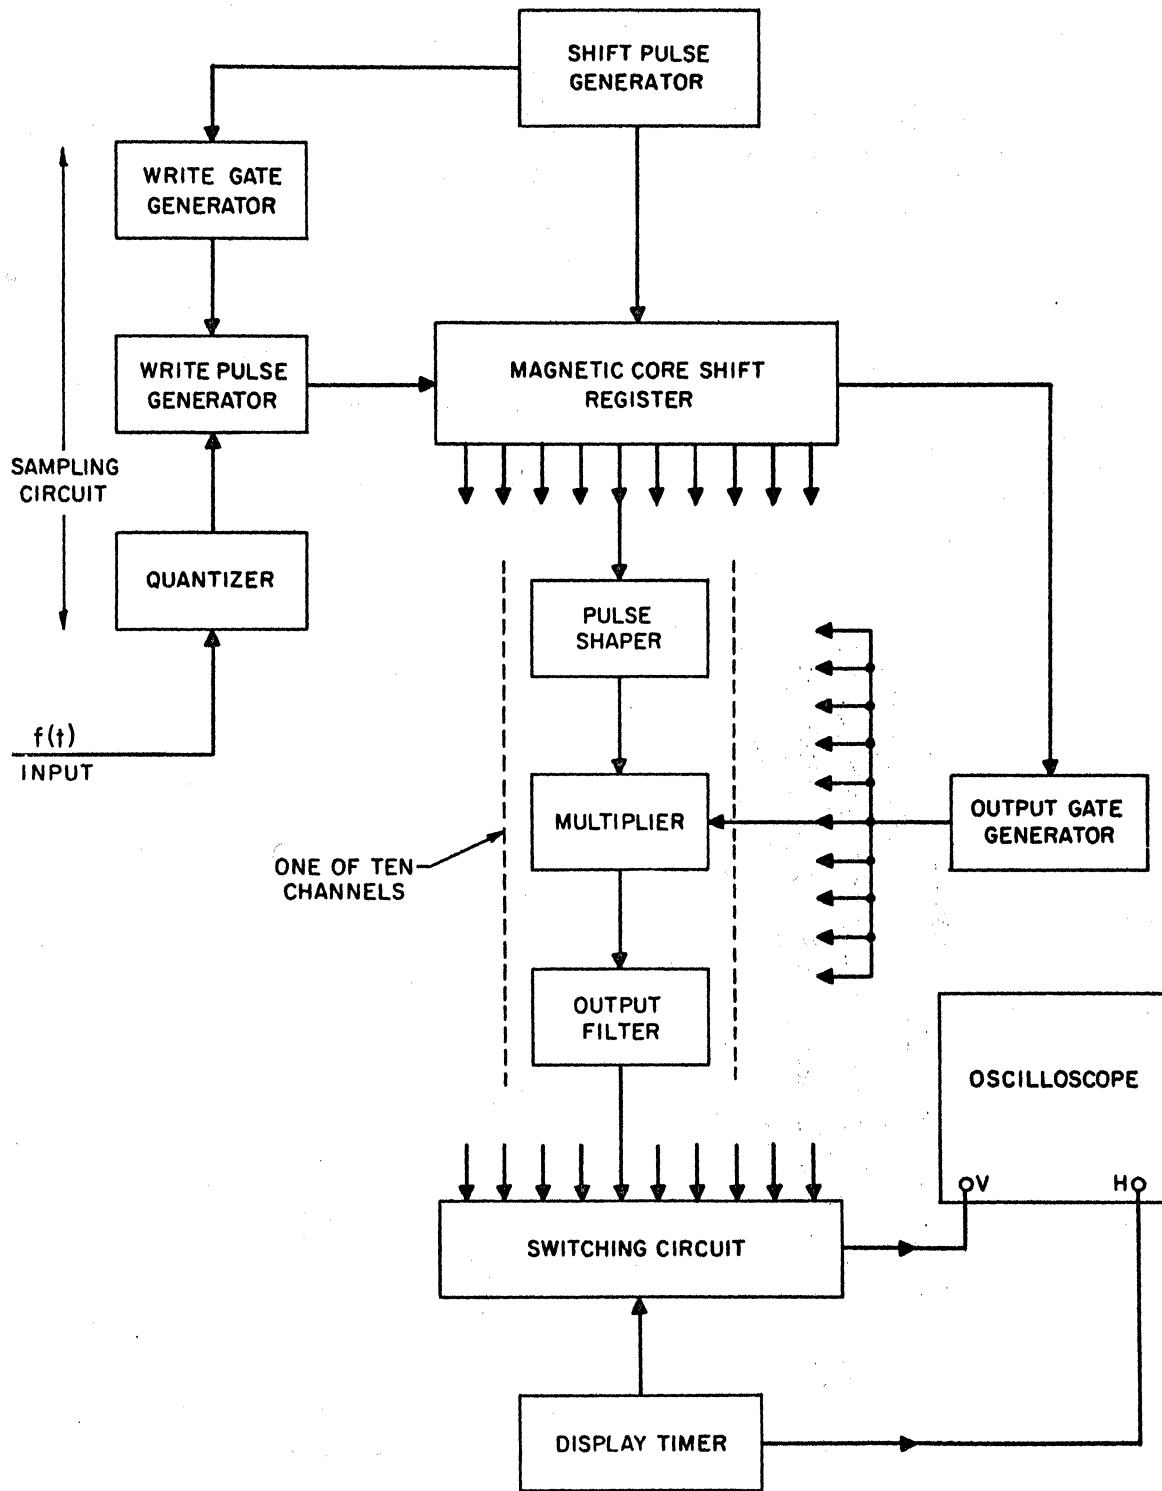 SHIFT PULSE
GENERATOR
WRITE GATE
GENERATOR
WRITE PULSE
GENERATOR
MAGNETIC CORE SHIFT
REGISTER
SAMPLING
CIRCUIT
QUANTIZER
PULSE
SHAPER
f(t)
INPUT
MULTIPLIER
OUTPUT GATE
GENERATOR
ONE OF TEN
CHANNELS
OUTPUT
FILTER
OSCILLOSCOPE
V
H
SWITCHING CIRCUIT
DISPLAY TIMER